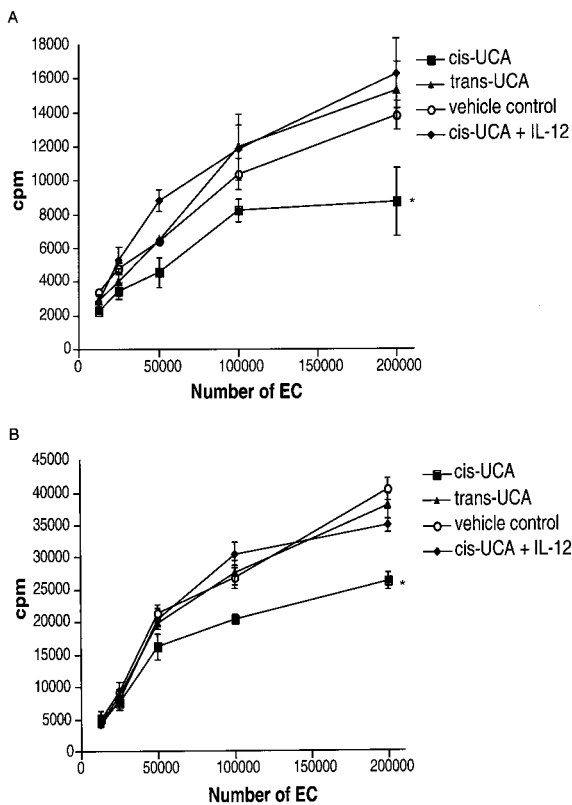 A
18000
16000
14000
12000
10000
8000
6000
4000
2000
0
cpm
0 50000 100000 150000 200000
Number of EC
cis-UCA
trans-UCA
vehicle control
cis-UCA + IL-12
*
B
45000
40000
35000
30000
25000
20000
15000
10000
5000
0
cpm
0 50000 100000 150000 200000
Number of EC
cis-UCA
trans-UCA
vehicle control
cis-UCA + IL-12
*